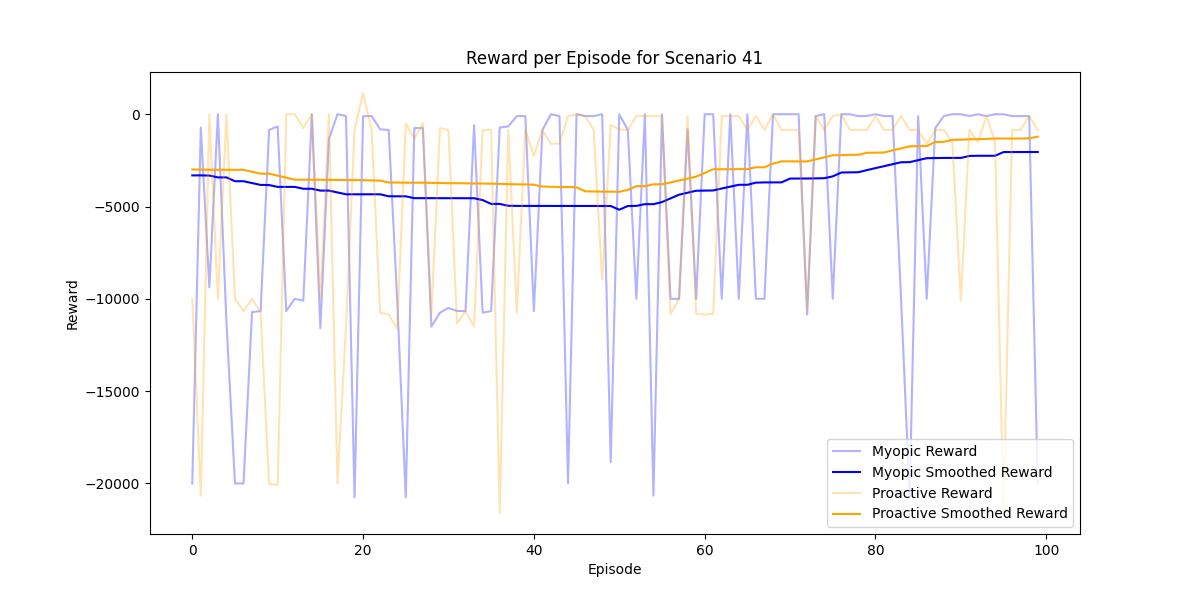 Reward per Episode for Scenario 41
Reward
0
−5000
−10000
−15000
−20000
0
20
40
60
80
100
Episode
Myopic Reward
Myopic Smoothed Reward
Proactive Reward
Proactive Smoothed Reward